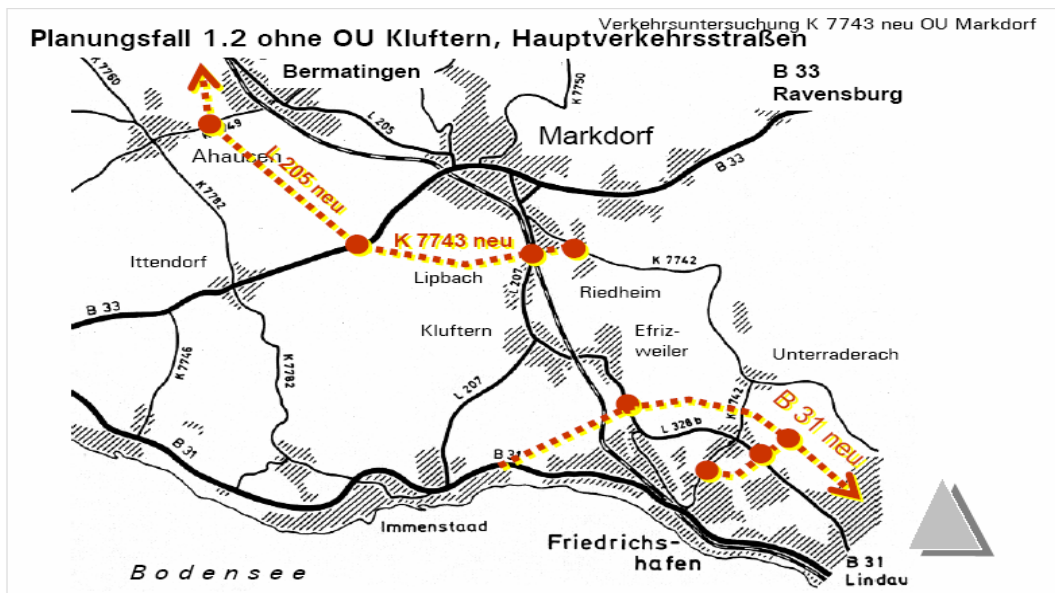 Verkehrsuntersuchung K 7743 neu OU Markdorf
Planungsfall 1.2 ohne OU Kluftern, Hauptverkehrsstraßen
K 7760
Bermatingen
K 7750
B 33
Ravensburg
L 205
Markdorf
Ahausen
L 205 neu
B 33
K 7782
K 7743 neu
Ittendorf
Lipbach
K 7742
L 207
Riedheim
B 33
Kluftern
Efriz-
weiler
Unterraderach
K 7746
K 7782
L 207
B 31 neu
L 328b
B 31
B 31
Immenstaad
Friedrichs-
hafen
B 31
Lindau
Bodensee